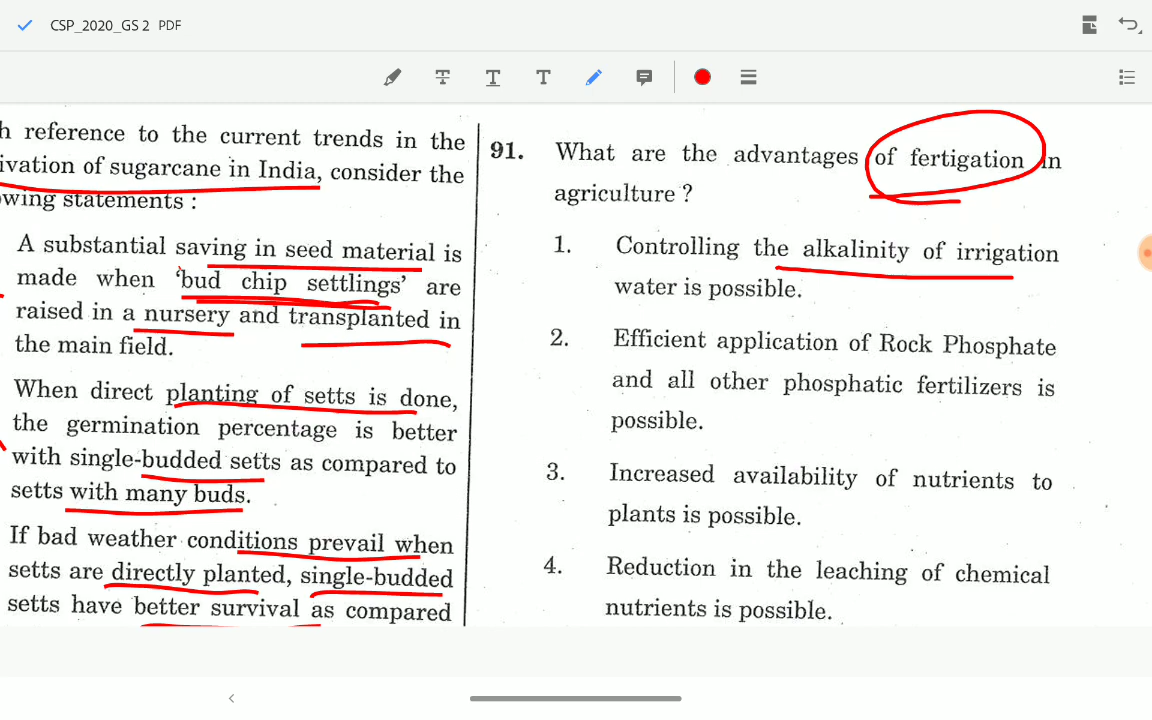 CSP_2020_GS 2 PDF
h reference to the current trends in the
ivation of sugarcane in India, consider the
owing statements :
A substantial saving in seed material is
made when ‘bud chip settlings’ are
raised in a nursery and transplanted in
the main field.
When direct planting of setts is done,
the germination percentage is better
with single-budded setts as compared to
setts with many buds.
If bad weather conditions prevail when
setts are directly planted, single-budded
setts have better survival as compared
91. What are the advantages of fertigation in
agriculture ?
1. Controlling the alkalinity of irrigation
water is possible.
2. Efficient application of Rock Phosphate
and all other phosphatic fertilizers is
possible.
3. Increased availability of nutrients to
plants is possible.
4. Reduction in the leaching of chemical
nutrients is possible.